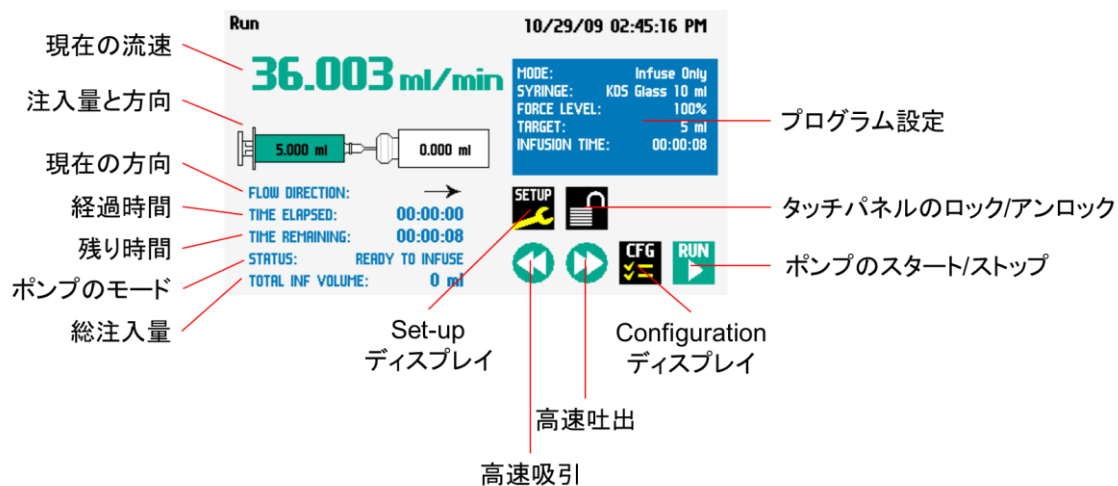 Run
10/29/09 02:45:16 PM
現在の流速
36.003 ml/min
MODE: Infuse Only
SYRINGE: KDS Glass 10 ml
FORCE LEVEL: 100%
TARGET: 5 ml
INFUSION TIME: 00:00:08
プログラム設定
注入量と方向
5.000 ml
0.000 ml
現在の方向
FLOW DIRECTION:
経過時間
TIME ELAPSED: 00:00:00
残り時間
TIME REMAINING: 00:00:08
ポンプのモード
STATUS: READY TO INFUSE
総注入量
TOTAL INF VOLUME: 0 ml
SETUP
タッチパネルのロック/アンロック
CFG
RUN
ポンプのスタート/ストップ
Set-up
ディスプレイ
Configuration
ディスプレイ
高速吐出
高速吸引